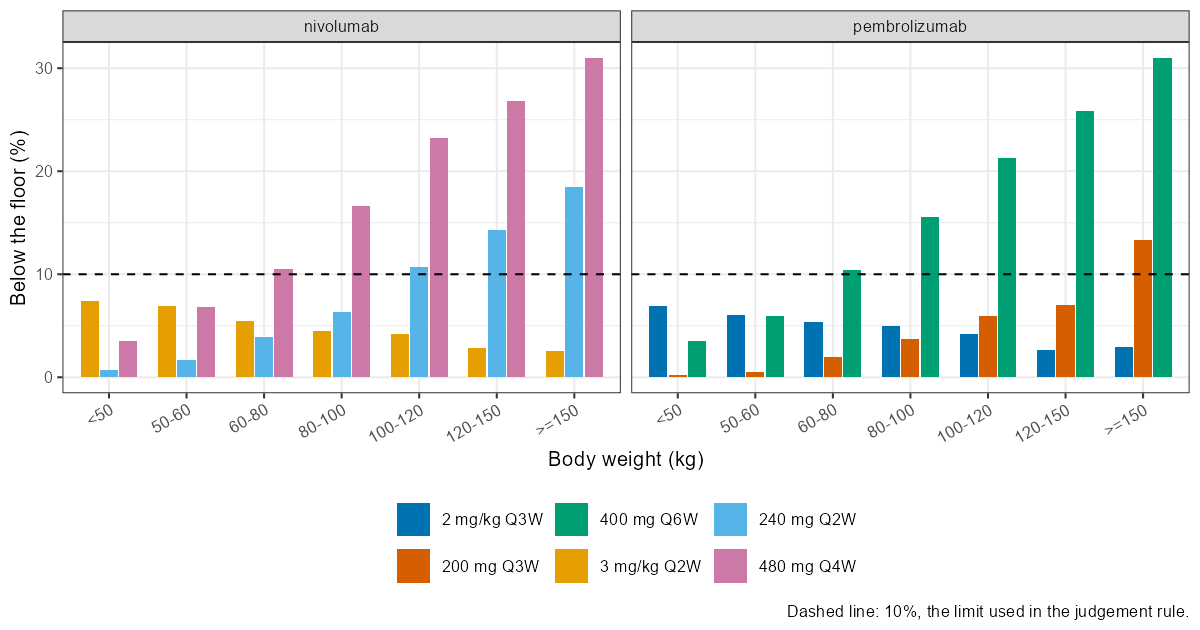 nivolumab
pembrolizumab
Below the floor (%)
30
20
10
0
<50
50-60
60-80
80-100
100-120
120-150
>=150
<50
50-60
60-80
80-100
100-120
120-150
>=150
Body weight (kg)
2 mg/kg Q3W
400 mg Q6W
240 mg Q2W
200 mg Q3W
3 mg/kg Q2W
480 mg Q4W
Dashed line: 10%, the limit used in the judgement rule.